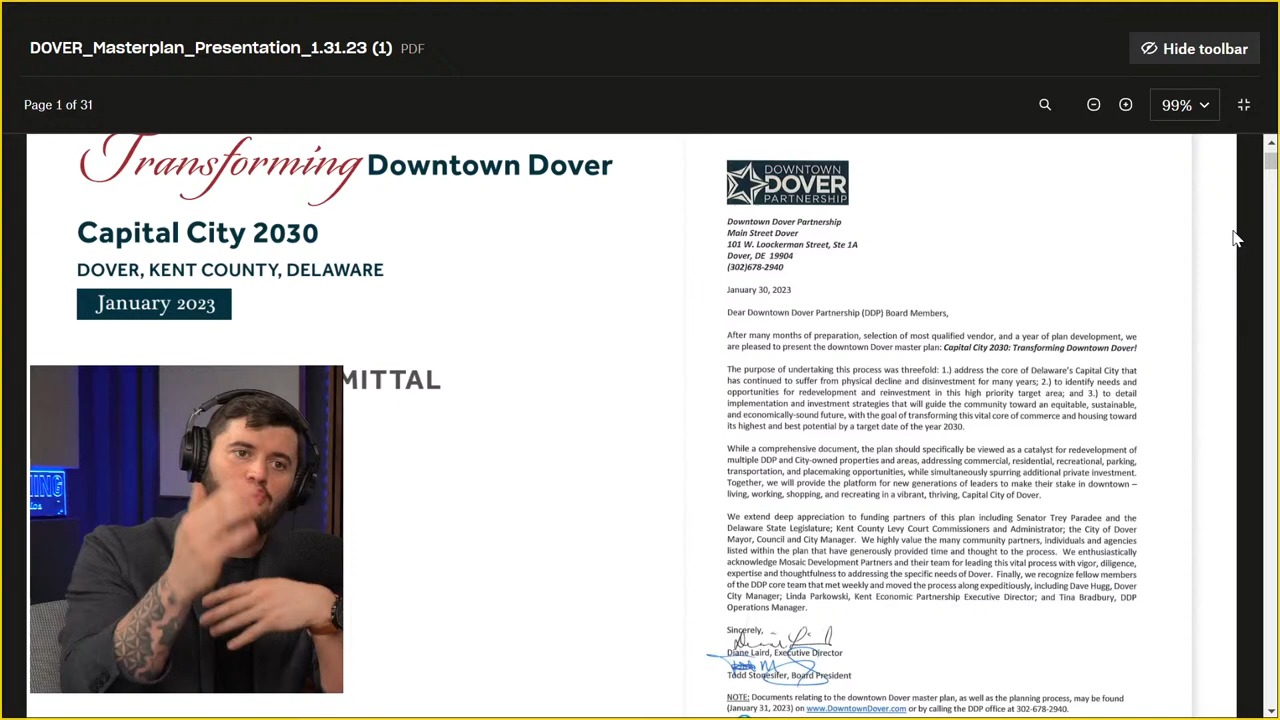 DOVER_Masterplan_Presentation_1.31.23 (1) PDF
Hide toolbar
Page 1 of 31
99%
Transforming Downtown Dover
Capital City 2030
DOVER, KENT COUNTY, DELAWARE
January 2023
MITTAL
DOWNTOWN
DOVER
PARTNERSHIP
Downtown Dover Partnership
Main Street Dover
101 W. Loockerman Street, Ste 1A
Dover, DE 19904
(302)678-2940
January 30, 2023
Dear Downtown Dover Partnership (DDP) Board Members,
After many months of preparation, selection of most qualified vendor, and a year of plan development, we
are pleased to present the downtown Dover master plan: Capital City 2030: Transforming Downtown Dover!
The purpose of undertaking this process was threefold: 1.) address the core of Delaware's Capital City that
has continued to suffer from physical decline and disinvestment for many years; 2.) to identify needs and
opportunities for redevelopment and reinvestment in this high priority target area; and 3.) to detail
implementation and investment strategies that will guide the community toward an equitable, sustainable,
and economically-sound future, with the goal of transforming this vital core of commerce and housing toward
its highest and best potential by a target date of the year 2030.
While a comprehensive document, the plan should specifically be viewed as a catalyst for redevelopment of
multiple DDP and City-owned properties and areas, addressing commercial, residential, recreational, parking,
transportation, and placemaking opportunities, while simultaneously spurring additional private investment.
Together, we will provide the platform for new generations of leaders to make their stake in downtown –
living, working, shopping, and recreating in a vibrant, thriving, Capital City of Dover.
We extend deep appreciation to funding partners of this plan including Senator Trey Paradee and the
Delaware State Legislature; Kent County Levy Court Commissioners and Administrator; the City of Dover
Mayor, Council and City Manager. We highly value the many community partners, individuals and agencies
listed within the plan that have generously provided time and thought to the process. We enthusiastically
acknowledge Mosaic Development Partners and their team for leading this vital process with vigor, diligence,
expertise and thoughtfulness to addressing the specific needs of Dover. Finally, we recognize fellow members
of the DDP core team that met weekly and moved the process along expeditiously, including Dave Hugg, Dover
City Manager; Linda Parkowski, Kent Economic Partnership Executive Director; and Tina Bradbury, DDP
Operations Manager.
Sincerely,
Diane Laird, Executive Director
Todd Stonesifer, Board President
NOTE: Documents relating to the downtown Dover master plan, as well as the planning process, may be found
(January 31, 2023) on www.DowntownDover.com or by calling the DDP office at 302-678-2940.